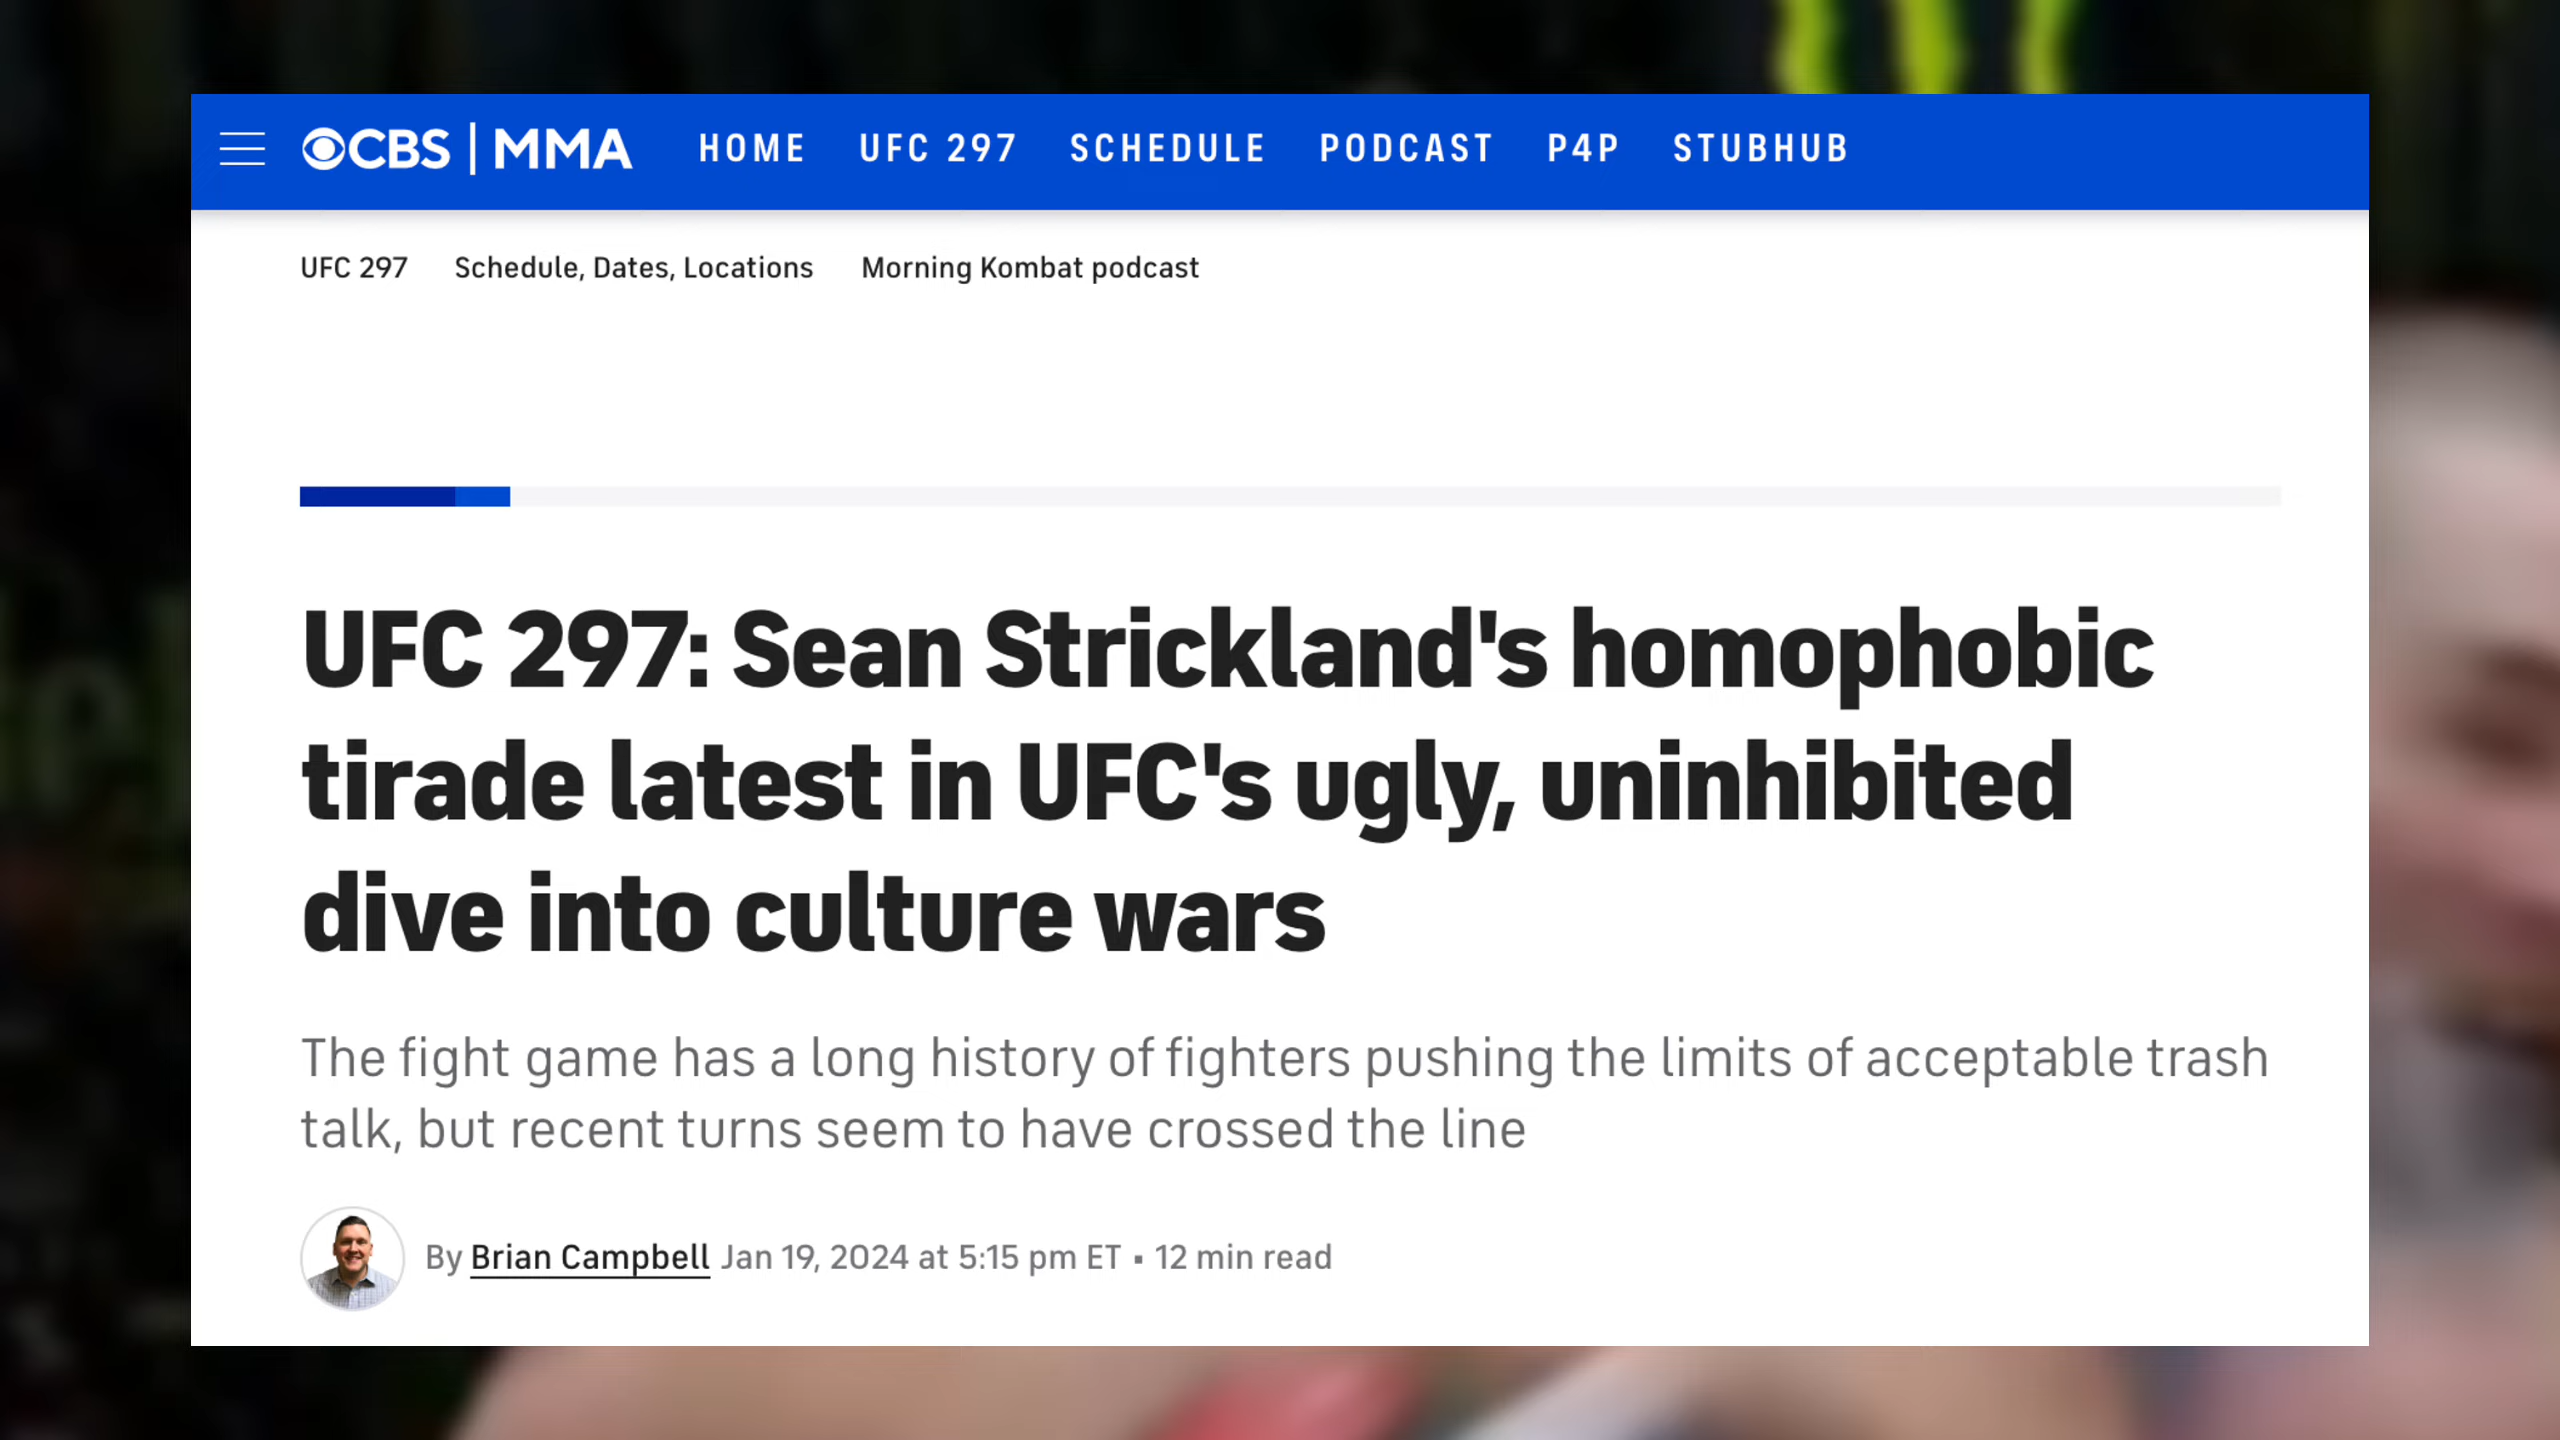 CBS | MMA HOME UFC 297 SCHEDULE PODCAST P4P STUBHUB
UFC 297 Schedule, Dates, Locations Morning Kombat podcast
UFC 297: Sean Strickland's homophobic
tirade latest in UFC's ugly, uninhibited
dive into culture wars
The fight game has a long history of fighters pushing the limits of acceptable trash
talk, but recent turns seem to have crossed the line
By Brian Campbell Jan 19, 2024 at 5:15 pm ET ▪ 12 min read